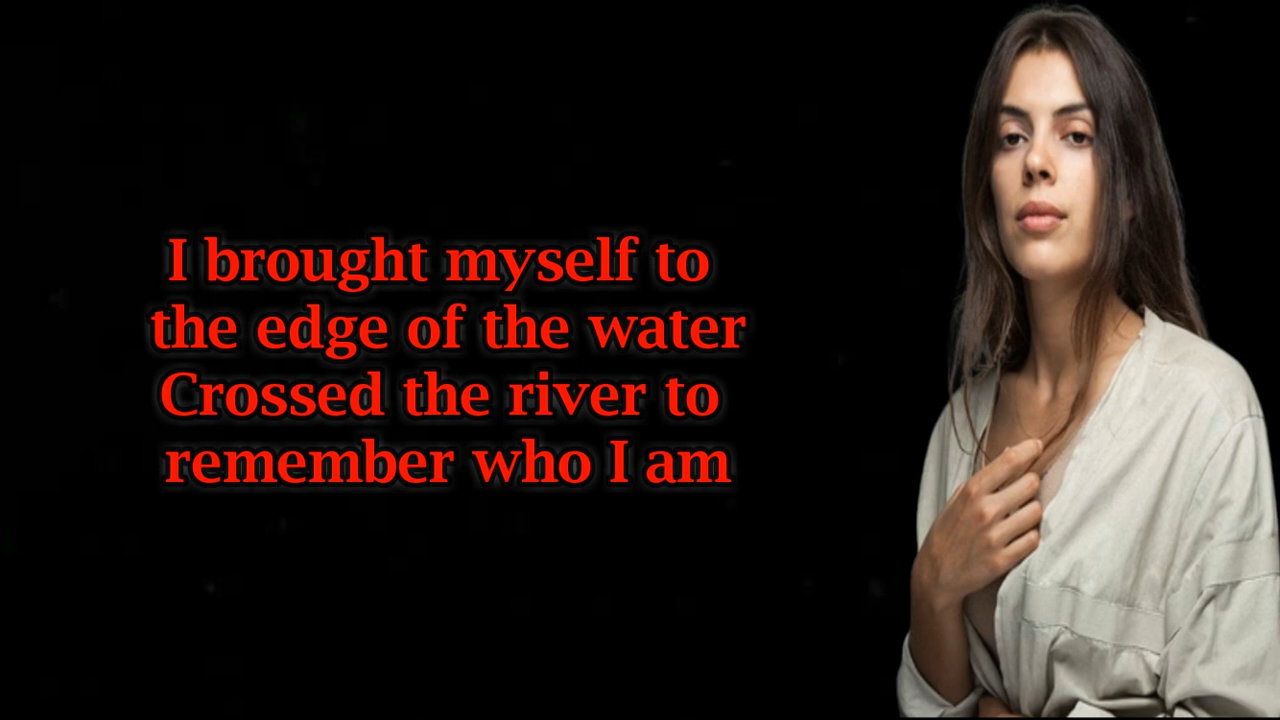 I brought myself to
the edge of the water
Crossed the river to
remember who I am